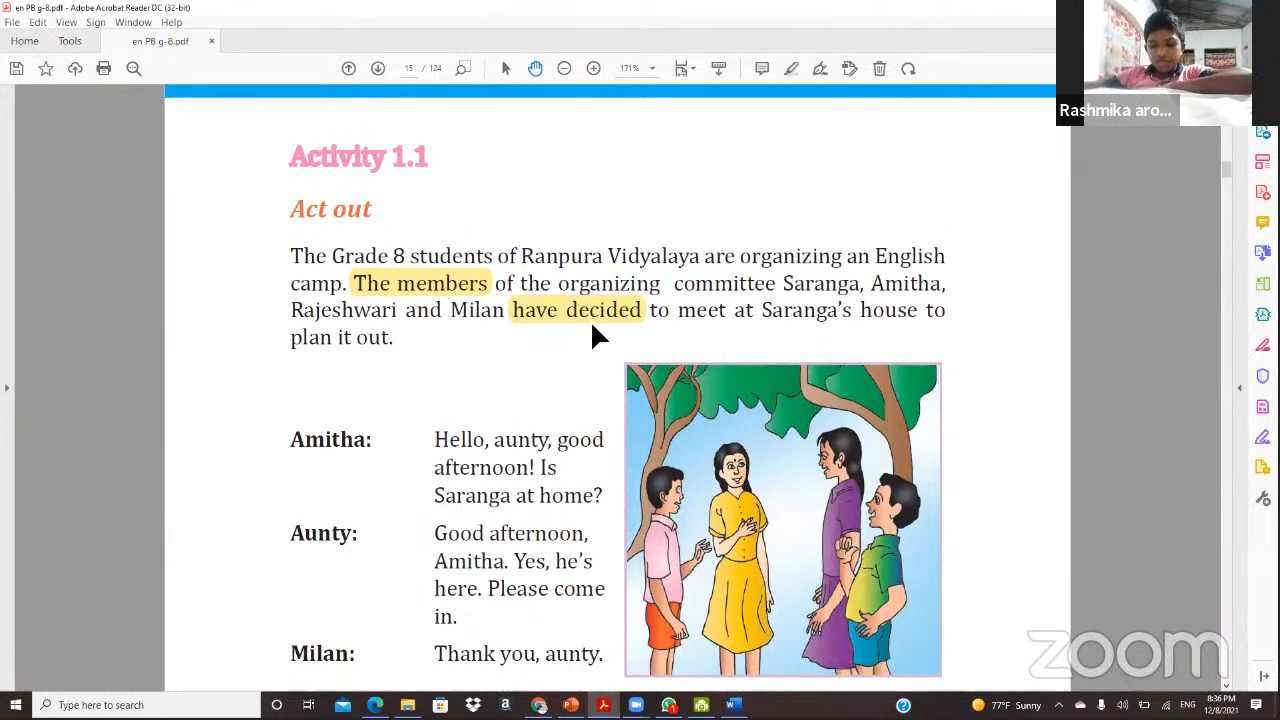 en PB g-8.pdf - Adobe Acrobat Reader DC (32-bit)
File Edit View Sign Window Help
Home Tools en PB g-8.pdf ×
15 / 124 171%
Rashmika aro...
Activity 1.1
Act out
The Grade 8 students of Ranpura Vidyalaya are organizing an English
camp. The members of the organizing committee Saranga, Amitha,
Rajeshwari and Milan have decided to meet at Saranga’s house to
plan it out.
Amitha: Hello, aunty, good
afternoon! Is
Saranga at home?
Aunty: Good afternoon,
Amitha. Yes, he’s
here. Please come
in.
Milan: Thank you, aunty.
zoom
Type here to search
77°F Sunny
ENG
8:36 PM
12/8/2021